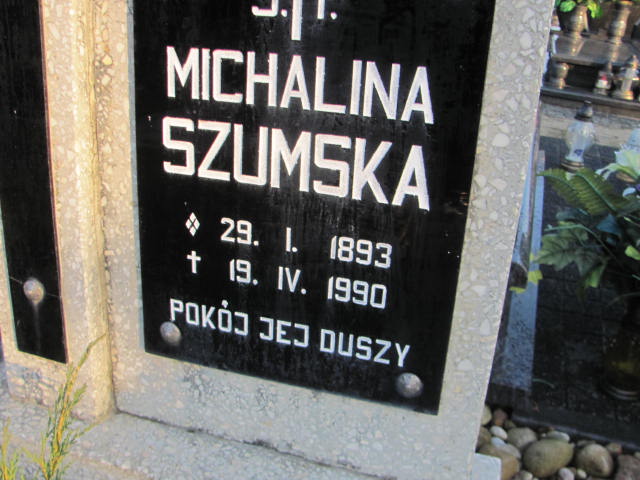 MICHALINA
SZUMSKA
29. I. 1893
19. IV. 1990
POKÓJ JEJ DUSZY